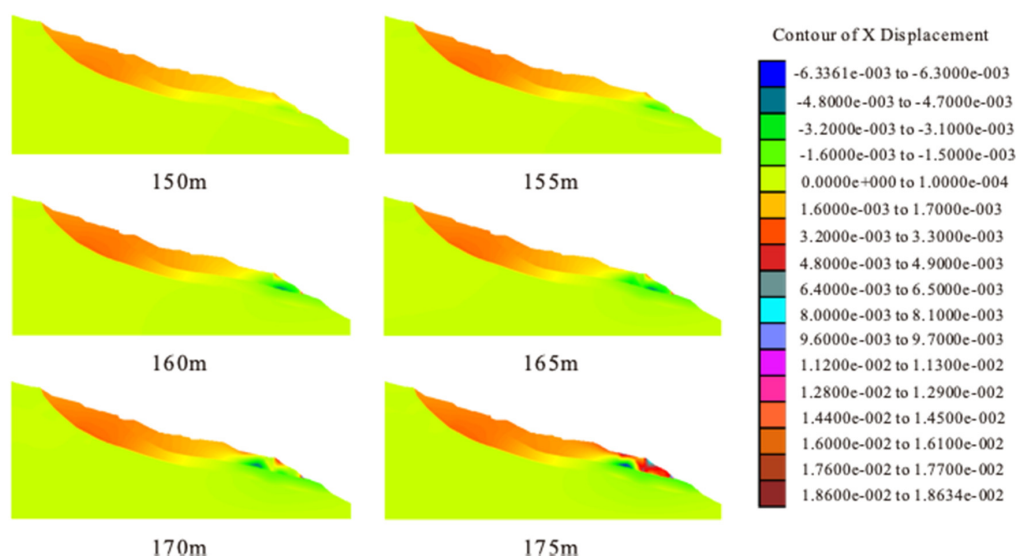 Contour of X Displacement
-6.3361e-003 to -6.3000e-003
-4.8000e-003 to -4.7000e-003
-3.2000e-003 to -3.1000e-003
-1.6000e-003 to -1.5000e-003
0.0000e+000 to 1.0000e-004
1.6000e-003 to 1.7000e-003
3.2000e-003 to 3.3000e-003
4.8000e-003 to 4.9000e-003
6.4000e-003 to 6.5000e-003
8.0000e-003 to 8.1000e-003
9.6000e-003 to 9.7000e-003
1.1200e-002 to 1.1300e-002
1.2800e-002 to 1.2900e-002
1.4400e-002 to 1.4500e-002
1.6000e-002 to 1.6100e-002
1.7600e-002 to 1.7700e-002
1.8600e-002 to 1.8634e-002
150m
155m
160m
165m
170m
175m